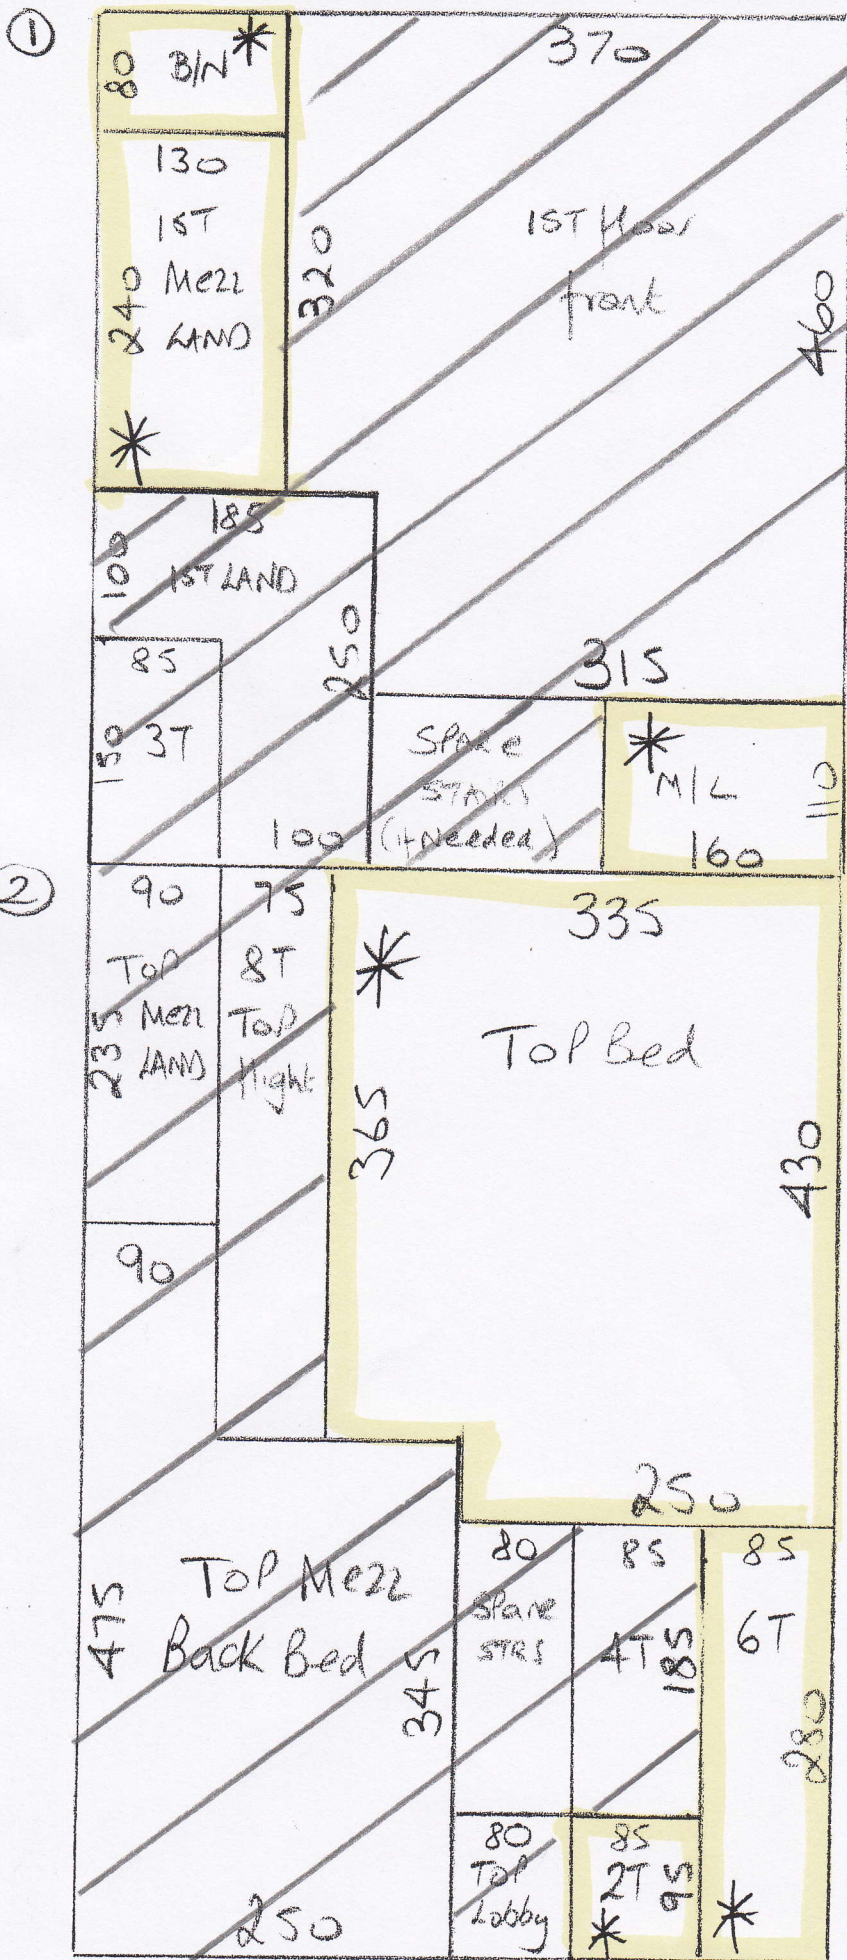 1
80 B/N * 370
130
1ST
Mezz
LAND
240
*
320
1ST floor
front
460
185
100
1ST LAND
250
85
150 3T
100
315
SPARE
STAIRS
(if Needed)
* M/L
110
160
2
90
Top
Mezz
LAND
235
75
8T
Top
flight
335
*
Top Bed
365
430
90
250
Top Mezz
Back Bed
475
345
250
80
Spare
STRS
85
4T
185
85
6T
280
*
80
Top
Lobby
85
2T
95
*